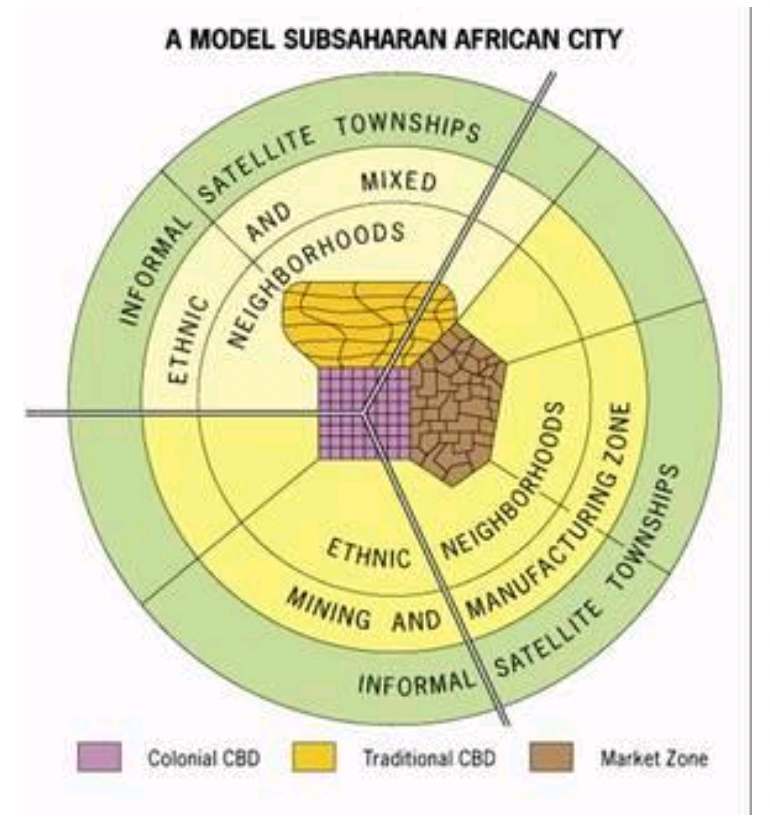 A MODEL SUBSAHARAN AFRICAN CITY
INFORMAL SATELLITE TOWNSHIPS
ETHNIC AND MIXED
NEIGHBORHOODS
ETHNIC NEIGHBORHOODS
MINING AND MANUFACTURING ZONE
INFORMAL SATELLITE TOWNSHIPS
Colonial CBD
Traditional CBD
Market Zone